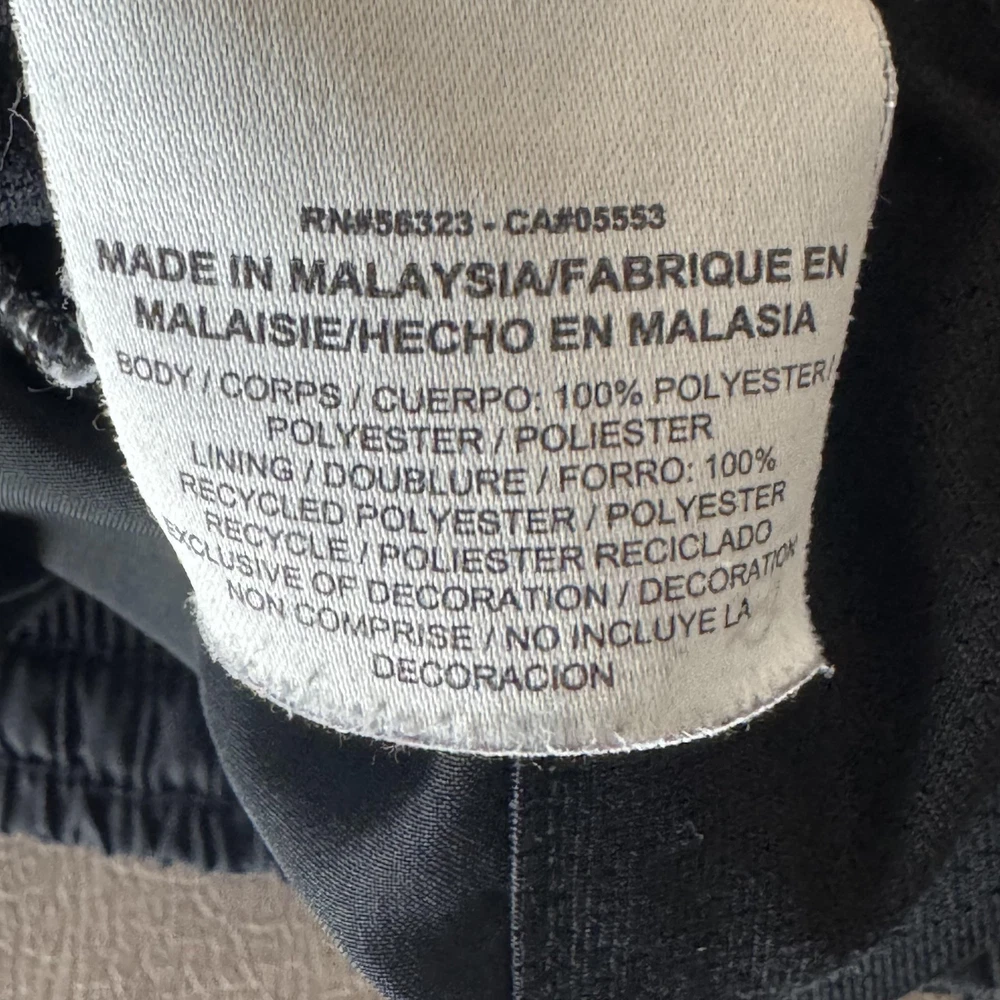 RN#56323 - CA#05553
MADE IN MALAYSIA/FABRIQUE EN
MALAISIE/HECHO EN MALASIA
BODY / CORPS / CUERPO: 100% POLYESTER /
POLYESTER / POLIESTER
LINING / DOUBLURE / FORRO: 100%
RECYCLED POLYESTER / POLYESTER
RECYCLE / POLIESTER RECICLADO
EXCLUSIVE OF DECORATION / DECORATION
NON COMPRISE / NO INCLUYE LA
DECORACION